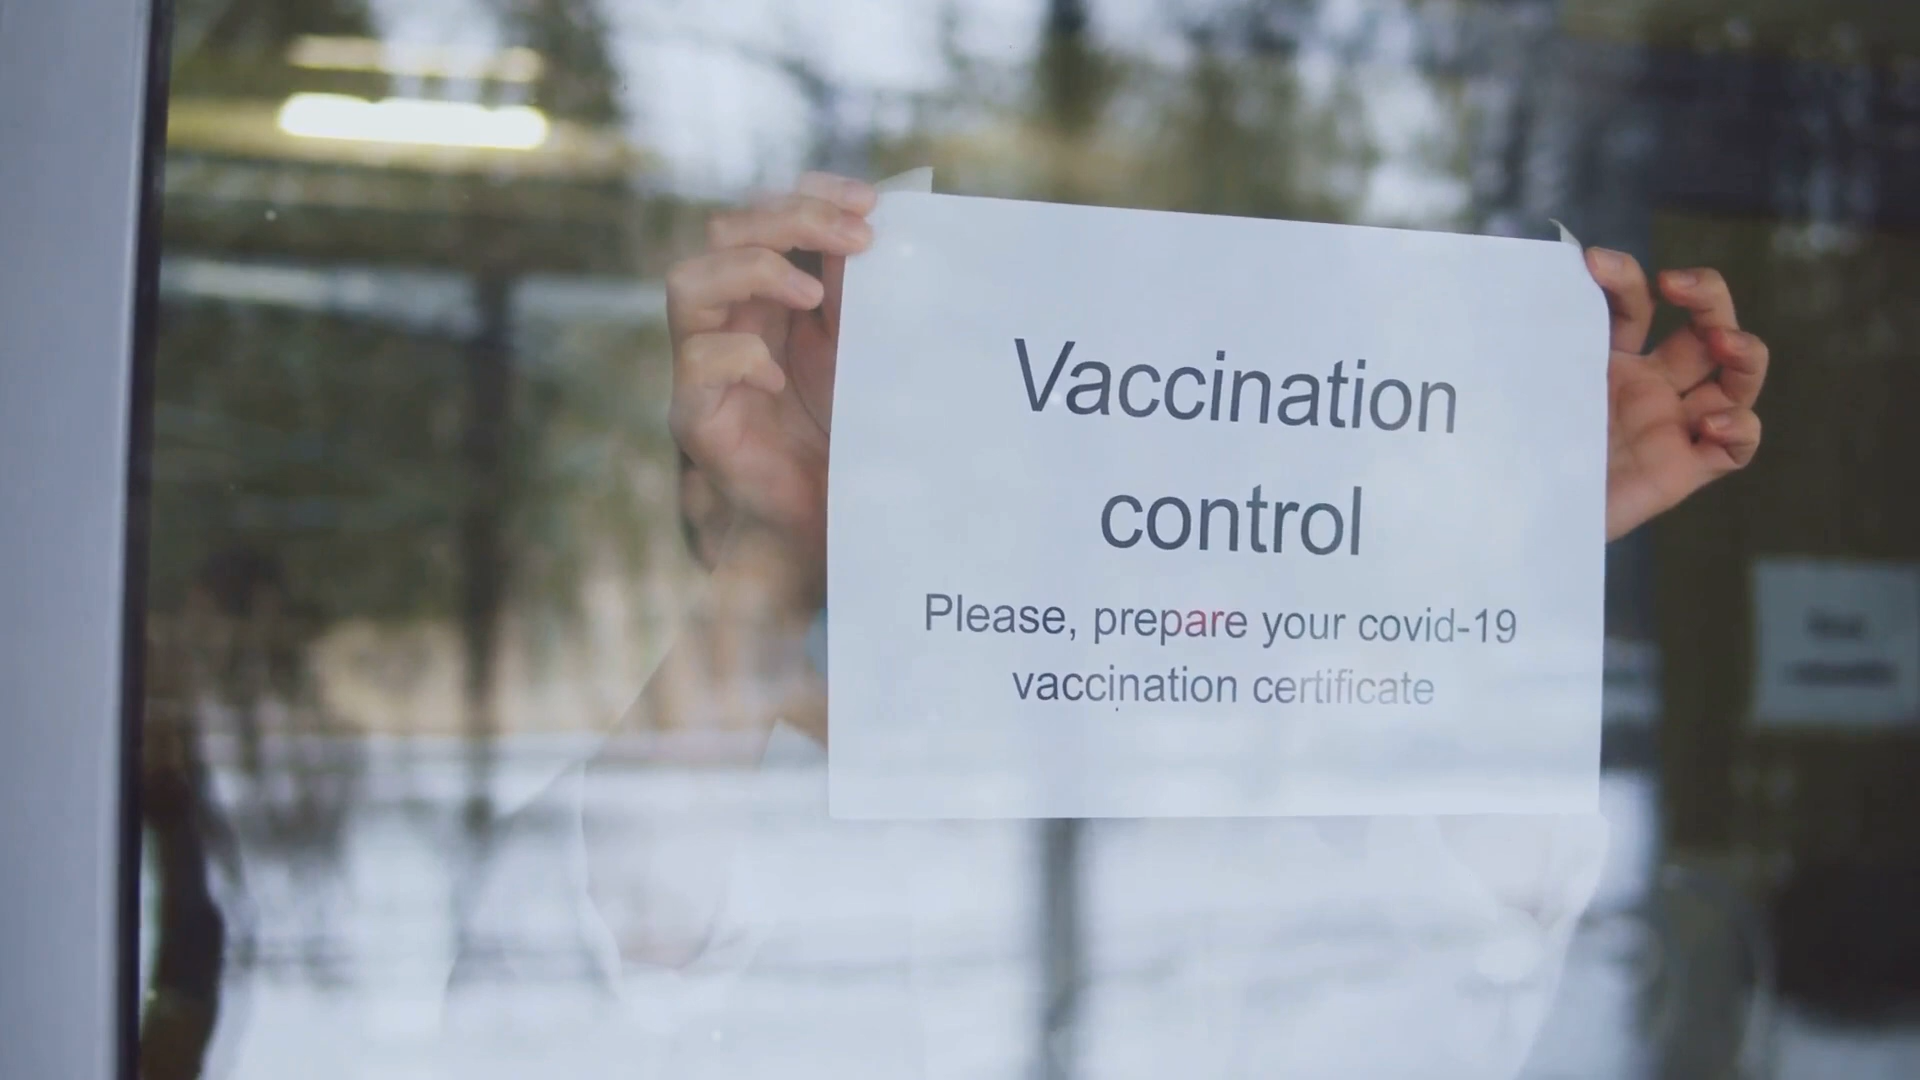 Vaccination
control
Please, prepare your covid-19
vaccination certificate